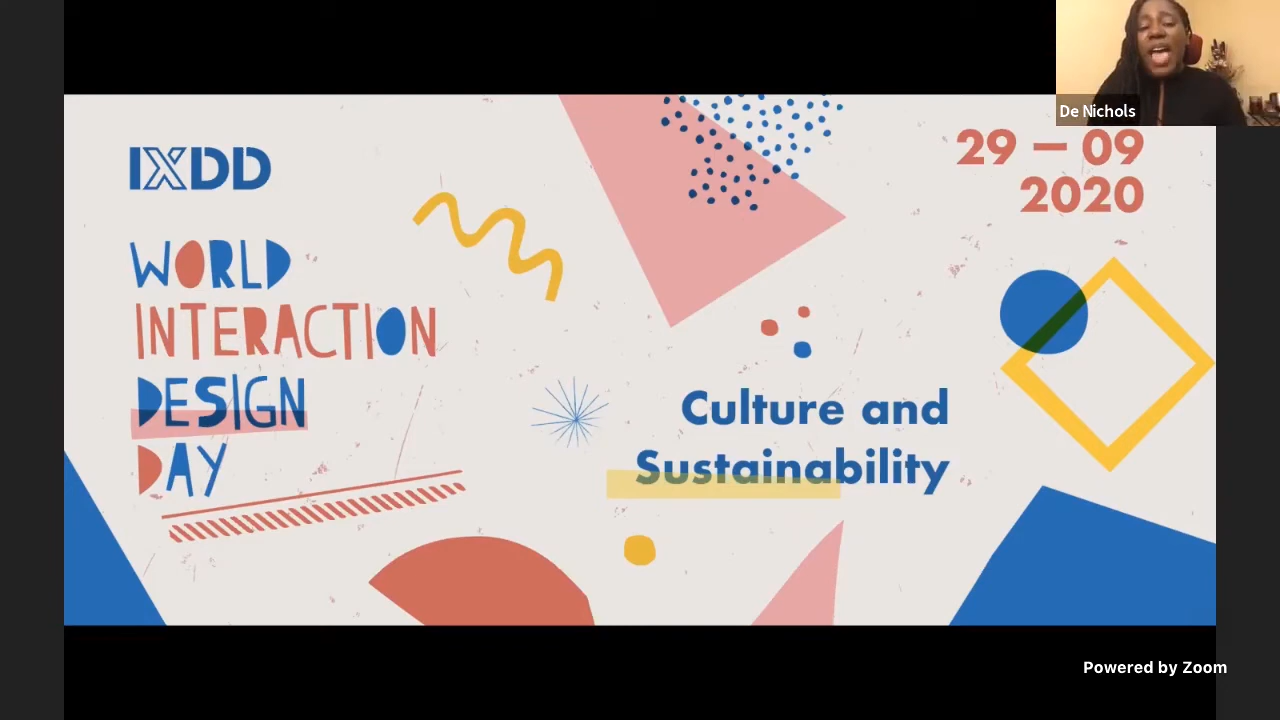 De Nichols
IXDD
29 — 09
2020
WORLD
INTERACTION
DESIGN
DAY
Culture and
Sustainability
Powered by Zoom